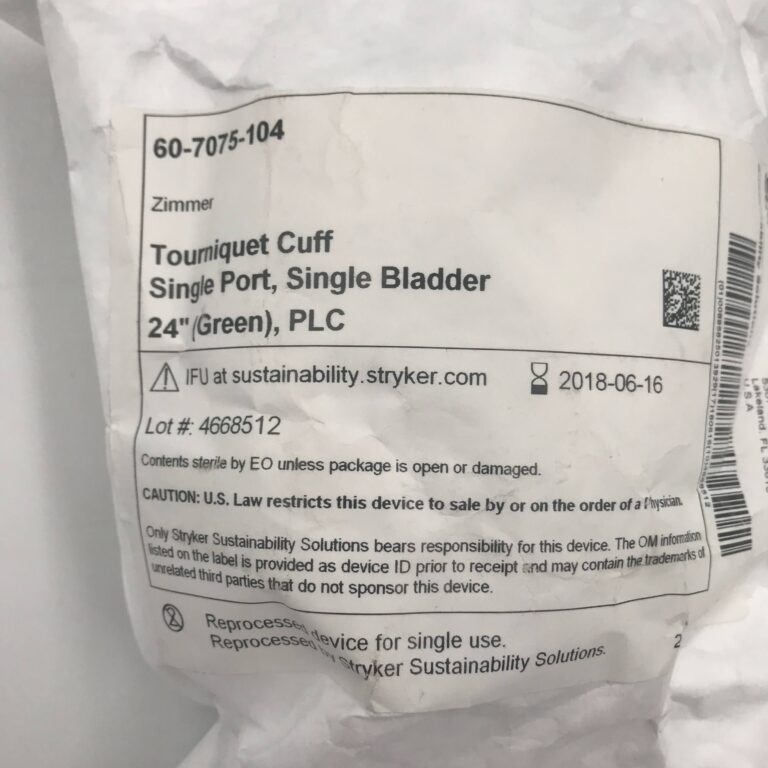 60-7075-104
Zimmer
Tourniquet Cuff
Single Port, Single Bladder
24" (Green), PLC
IFU at sustainability.stryker.com
2018-06-16
Lot #: 4668512
Contents sterile by EO unless package is open or damaged.
CAUTION: U.S. Law restricts this device to sale by or on the order of a Physician.
Only Stryker Sustainability Solutions bears responsibility for this device. The OM information
listed on the label is provided as device ID prior to receipt and may contain the trademarks of
unrelated third parties that do not sponsor this device.
2
Reprocessed device for single use.
Reprocessed by Stryker Sustainability Solutions.
Lakeland, FL
U.S.A